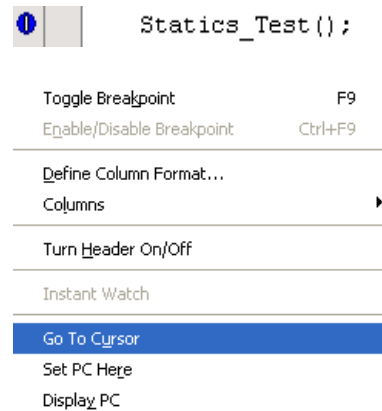 Statics_Test();
Toggle Breakpoint F9
Enable/Disable Breakpoint Ctrl+F9
Define Column Format...
Columns
Turn Header On/Off
Instant Watch
Go To Cursor
Set PC Here
Display PC